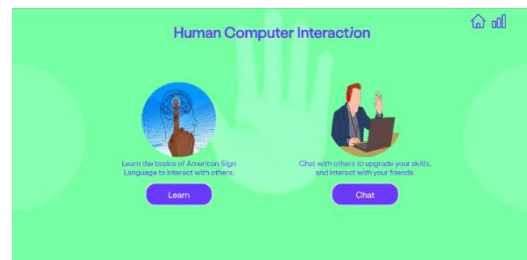 Human Computer Interaction
Learn the basics of American Sign
Language to interact with others.
Learn
Chat with others to upgrade your skills,
and interact with your friends
Chat